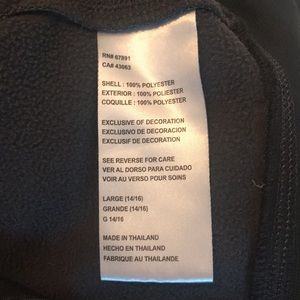 RN# 67891
CA# 43063
SHELL : 100% POLYESTER
EXTERIOR : 100% POLIESTER
COQUILLE : 100% POLYESTER
EXCLUSIVE OF DECORATION
EXCLUSIVO DE DECORACION
EXCLUSIF DE DECORATION
SEE REVERSE FOR CARE
VER AL DORSO PARA CUIDADO
VOIR AU VERSO POUR SOINS
LARGE (14/16)
GRANDE (14/16)
G 14/16
MADE IN THAILAND
HECHO EN THAILAND
FABRIQUE AU THAILAND